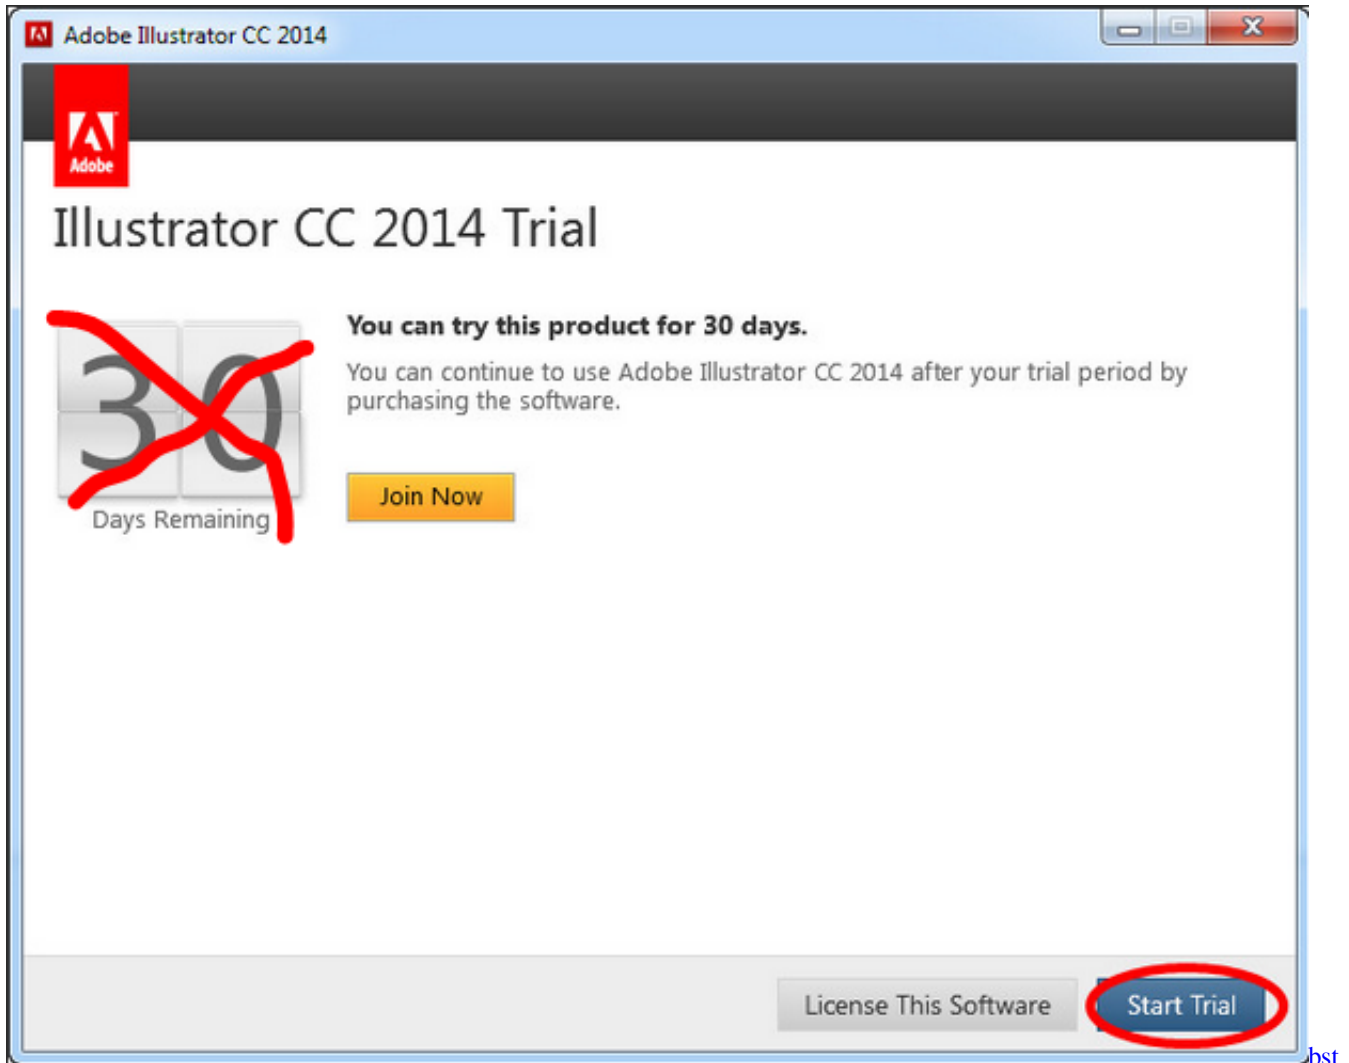 Adobe Illustrator CC 2014
Adobe
Illustrator CC 2014 Trial
30
Days Remaining
You can try this product for 30 days.
You can continue to use Adobe Illustrator CC 2014 after your trial period by
purchasing the software.
Join Now
License This Software
Start Trial
bst